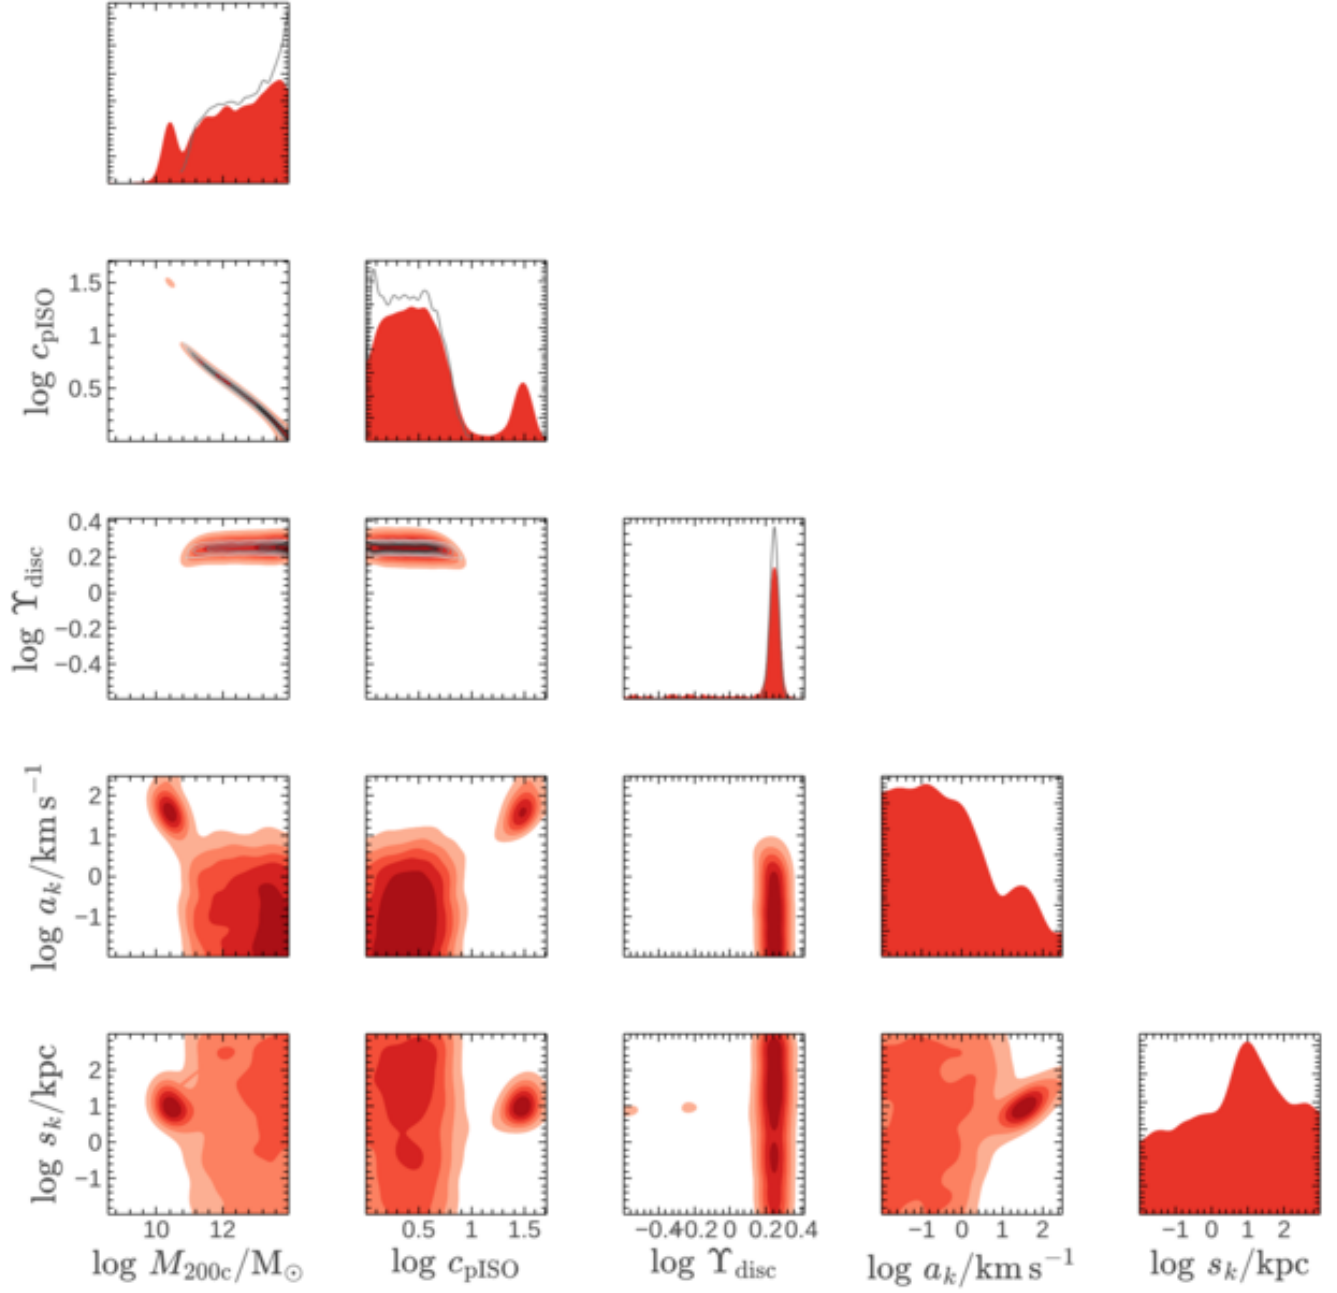 log c_pISO
1.5
1
0.5
log ϒ_disc
0.4
0.2
0
−0.2
−0.4
log a_k/km s⁻¹
2
1
0
−1
log s_k/kpc
2
1
0
−1
10 12
0.5 1 1.5
−0.4 −0.2 0 0.2 0.4
−1 0 1 2
−1 0 1 2
log M_200c/M_⊙
log c_pISO
log ϒ_disc
log a_k/km s⁻¹
log s_k/kpc